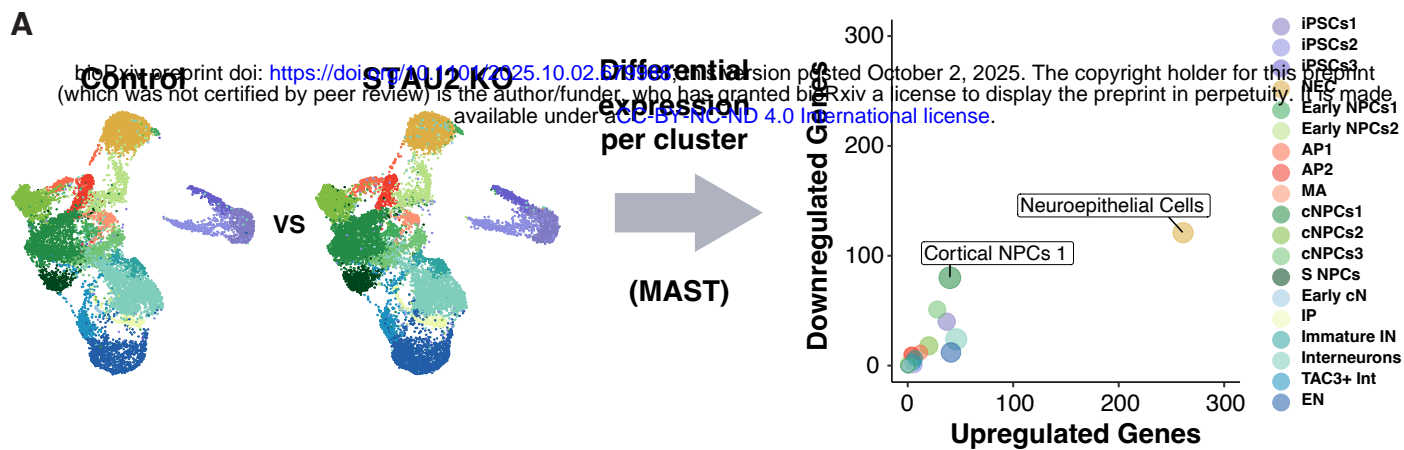 A
Control
STAU2 KO
bioRxiv preprint doi: https://doi.org/10.1101/2025.10.02.679908; this version posted October 2, 2025. The copyright holder for this preprint
(which was not certified by peer review) is the author/funder, who has granted bioRxiv a license to display the preprint in perpetuity. It is made
available under aCC-BY-NC-ND 4.0 International license.
VS
Differential
expression
per cluster
(MAST)
Downregulated Genes
300
200
100
0
Neuroepithelial Cells
Cortical NPCs 1
0 100 200 300
Upregulated Genes
iPSCs1
iPSCs2
iPSCs3
NEC
Early NPCs1
Early NPCs2
AP1
AP2
MA
cNPCs1
cNPCs2
cNPCs3
S NPCs
Early cN
IP
Immature IN
Interneurons
TAC3+ Int
EN